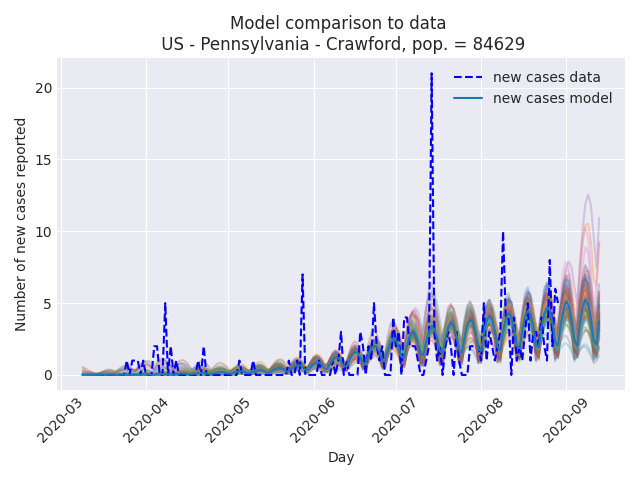 Model comparison to data
US - Pennsylvania - Crawford, pop. = 84629
new cases data
new cases model
Number of new cases reported
20
15
10
5
0
2020-03
2020-04
2020-05
2020-06
2020-07
2020-08
2020-09
Day